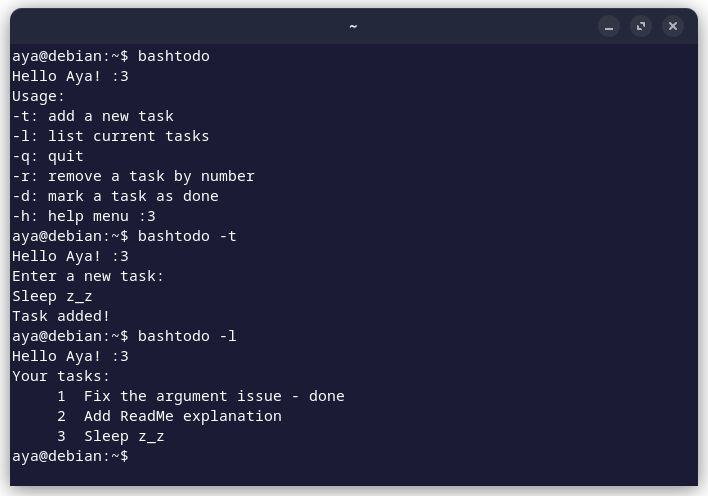 ~
aya@debian:~$ bashtodo
Hello Aya! :3
Usage:
-t: add a new task
-l: list current tasks
-q: quit
-r: remove a task by number
-d: mark a task as done
-h: help menu :3
aya@debian:~$ bashtodo -t
Hello Aya! :3
Enter a new task:
Sleep z_z
Task added!
aya@debian:~$ bashtodo -l
Hello Aya! :3
Your tasks:
     1  Fix the argument issue - done
     2  Add ReadMe explanation
     3  Sleep z_z
aya@debian:~$